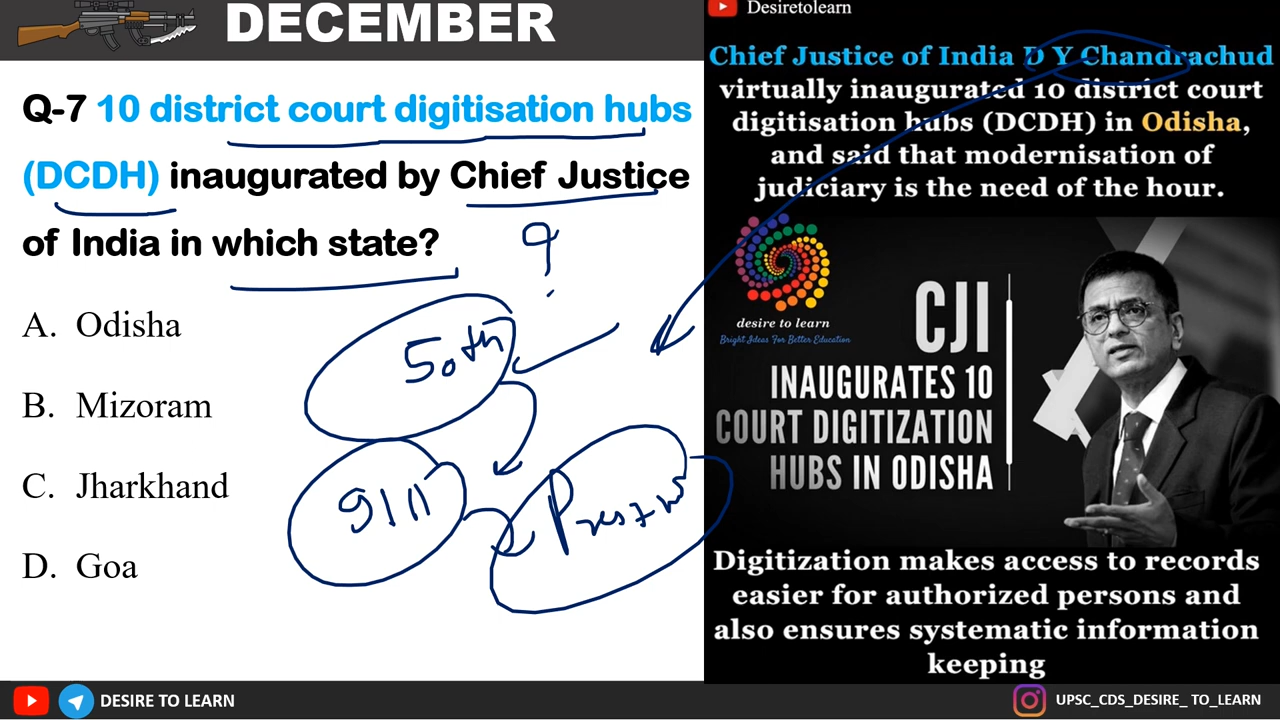 DECEMBER
Q-7 10 district court digitisation hubs
(DCDH) inaugurated by Chief Justice
of India in which state?
?
A. Odisha
B. Mizoram
C. Jharkhand
D. Goa
50th
9/11
Desiretolearn
Chief Justice of India D Y Chandrachud
virtually inaugurated 10 district court
digitisation hubs (DCDH) in Odisha,
and said that modernisation of
judiciary is the need of the hour.
desire to learn
Bright Ideas For Better Education
CJI
INAUGURATES 10
COURT DIGITIZATION
HUBS IN ODISHA
Digitization makes access to records
easier for authorized persons and
also ensures systematic information
keeping
DESIRE TO LEARN
UPSC_CDS_DESIRE_ TO_LEARN